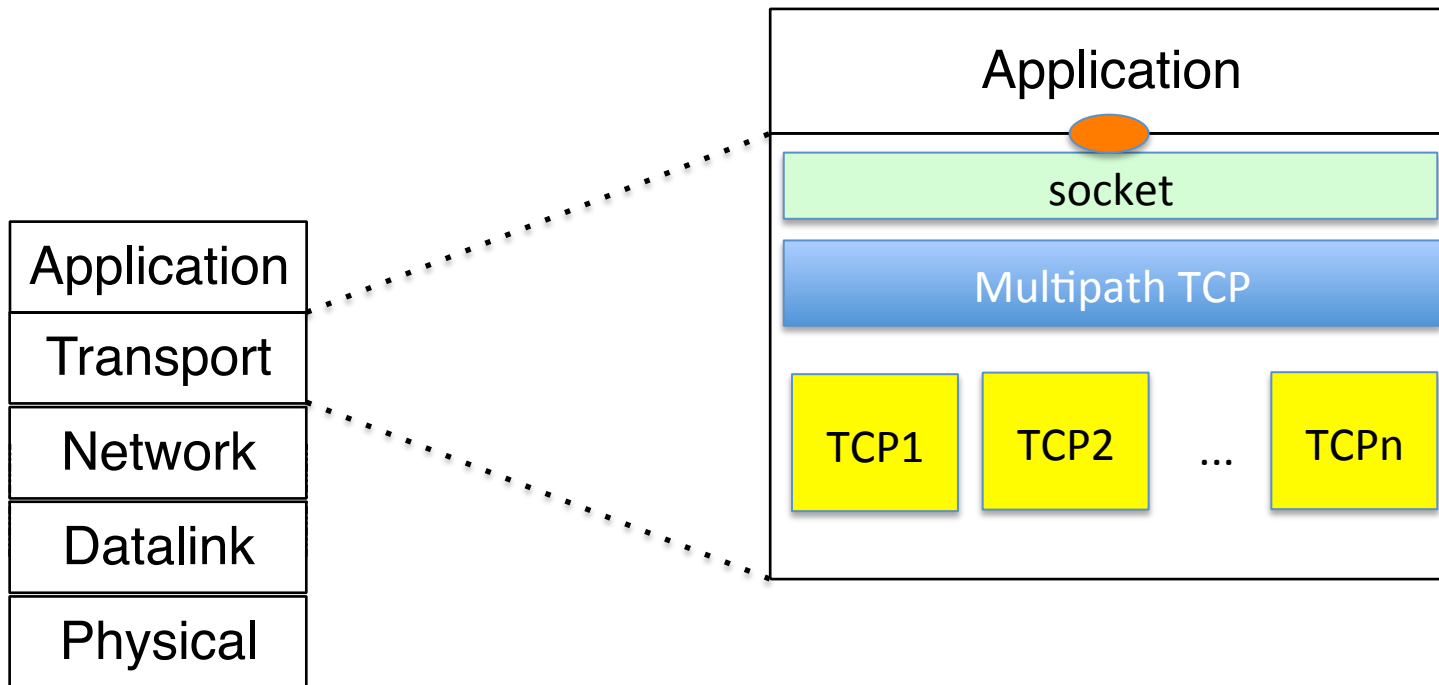 Application
Transport
Network
Datalink
Physical
Application
socket
Multipath TCP
TCP1 TCP2 ... TCPn